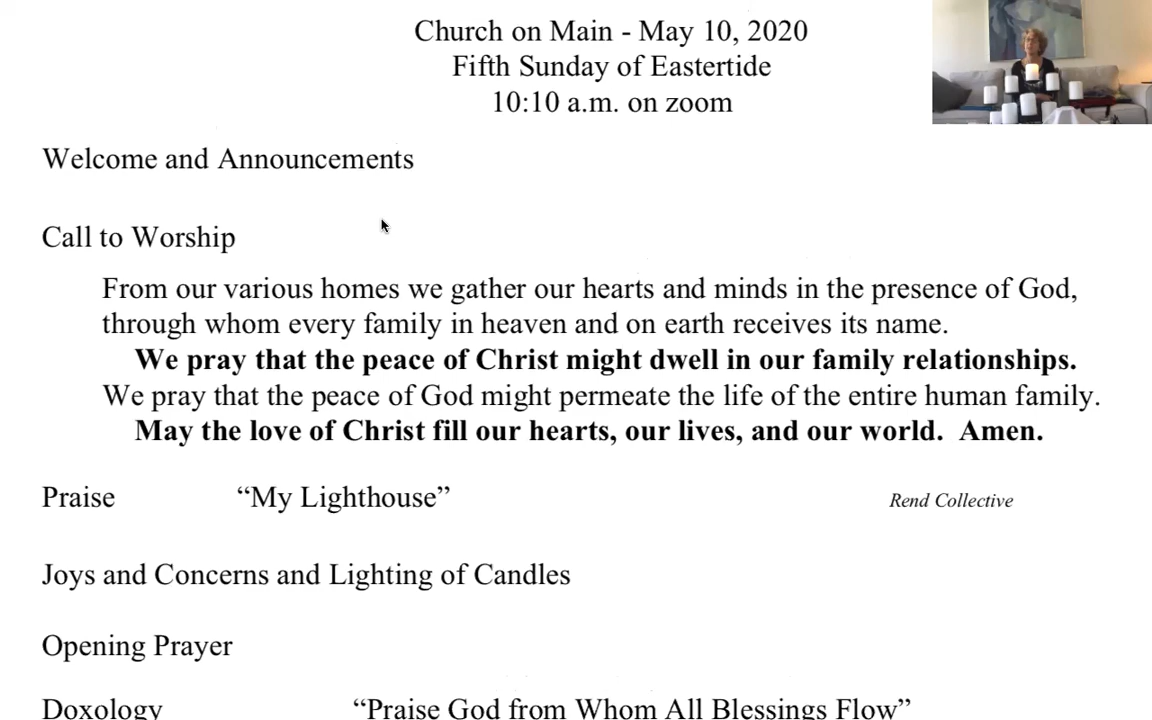 Church on Main - May 10, 2020
Fifth Sunday of Eastertide
10:10 a.m. on zoom
Welcome and Announcements
Call to Worship
From our various homes we gather our hearts and minds in the presence of God,
through whom every family in heaven and on earth receives its name.
We pray that the peace of Christ might dwell in our family relationships.
We pray that the peace of God might permeate the life of the entire human family.
May the love of Christ fill our hearts, our lives, and our world.  Amen.
Praise “My Lighthouse” Rend Collective
Joys and Concerns and Lighting of Candles
Opening Prayer
Doxology “Praise God from Whom All Blessings Flow”